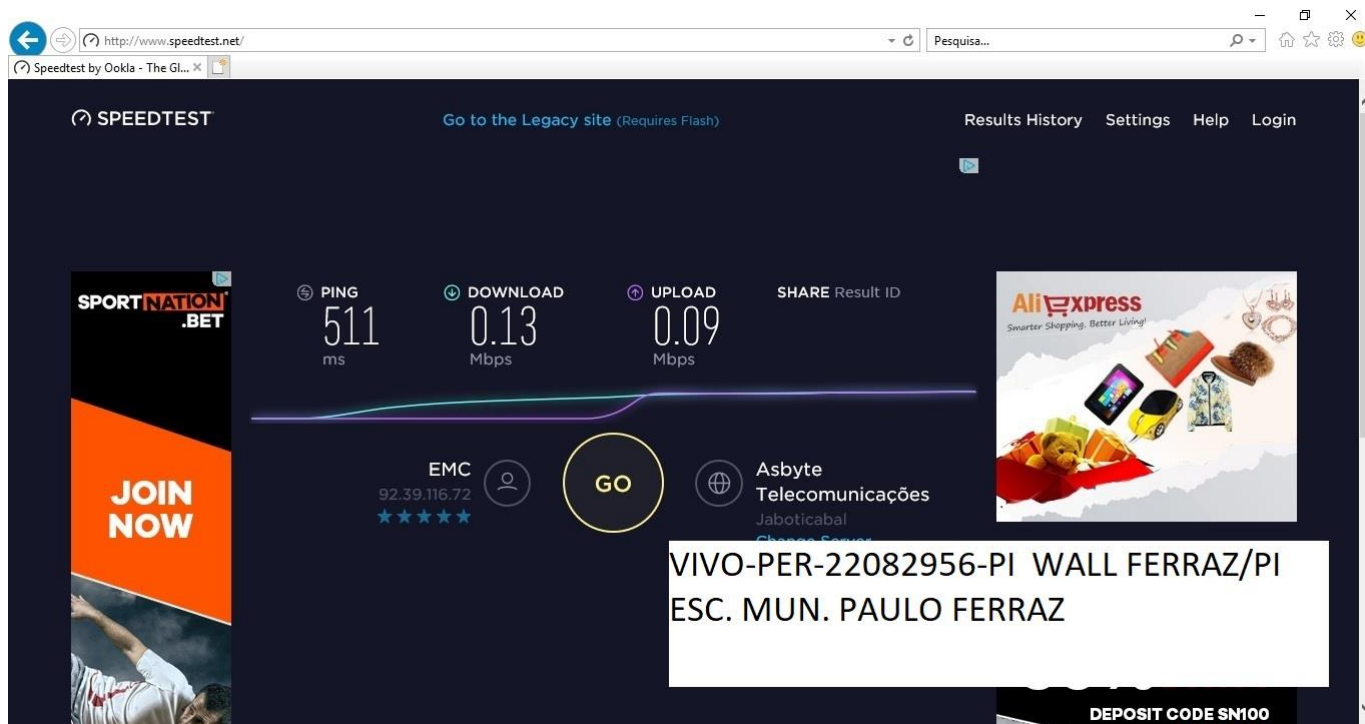 http://www.speedtest.net/
Pesquisa...
Speedtest by Ookla - The Gl...
SPEEDTEST
Go to the Legacy site (Requires Flash)
Results History Settings Help Login
SPORTNATION
.BET
JOIN
NOW
PING DOWNLOAD UPLOAD SHARE Result ID
511 0.13 0.09
ms Mbps Mbps
EMC
92.39.116.72
GO
Asbyte
Telecomunicações
Jaboticabal
Change Server
AliExpress
Smarter Shopping, Better Living!
VIVO-PER-22082956-PI WALL FERRAZ/PI
ESC. MUN. PAULO FERRAZ
DEPOSIT CODE SN100